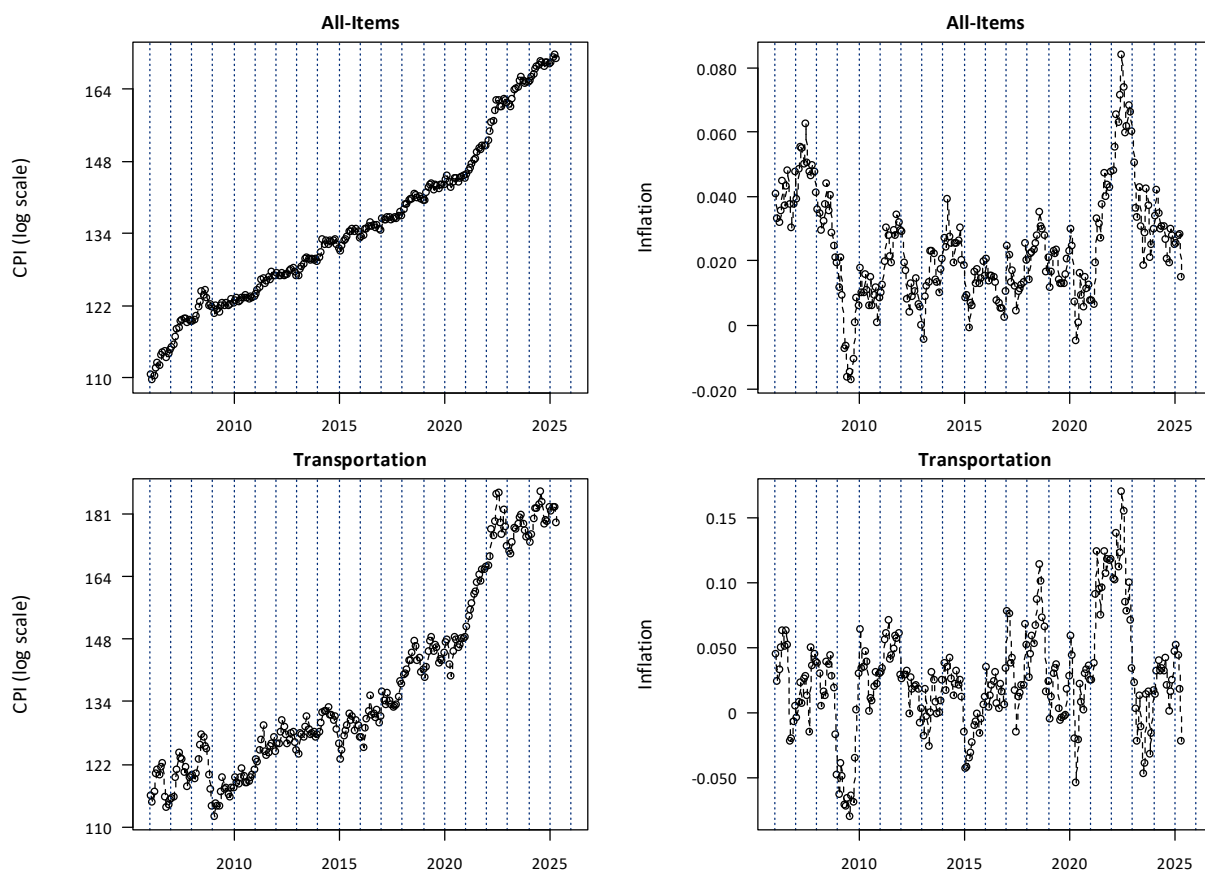 All-Items
CPI (log scale)
164
148
134
122
110
2010 2015 2020 2025
All-Items
Inflation
0.080
0.060
0.040
0.020
0
-0.020
2010 2015 2020 2025
Transportation
CPI (log scale)
181
164
148
134
122
110
2010 2015 2020 2025
Transportation
Inflation
0.15
0.10
0.050
0
-0.050
2010 2015 2020 2025